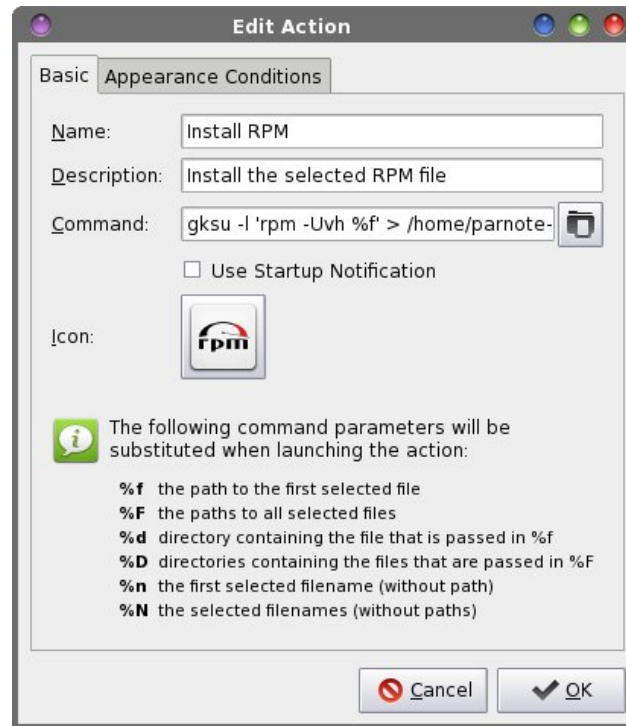 Edit Action
Basic
Appearance Conditions
Name:
Install RPM
Description:
Install the selected RPM file
Command:
gksu -l 'rpm -Uvh %f' > /home/parnote-
Use Startup Notification
Icon:
rpm
The following command parameters will be
substituted when launching the action:
%f the path to the first selected file
%F the paths to all selected files
%d directory containing the file that is passed in %f
%D directories containing the files that are passed in %F
%n the first selected filename (without path)
%N the selected filenames (without paths)
Cancel
OK